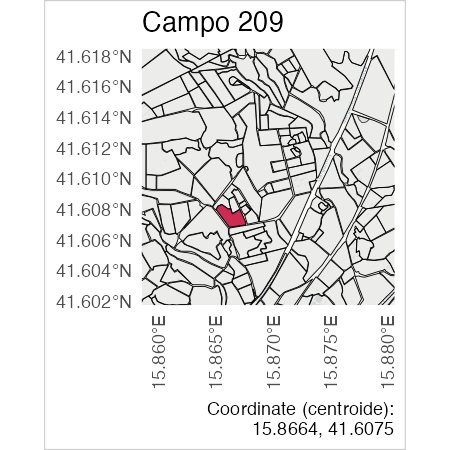 Campo 209
41.618°N
41.616°N
41.614°N
41.612°N
41.610°N
41.608°N
41.606°N
41.604°N
41.602°N
15.860°E
15.865°E
15.870°E
15.875°E
15.880°E
Coordinate (centroide):
15.8664, 41.6075